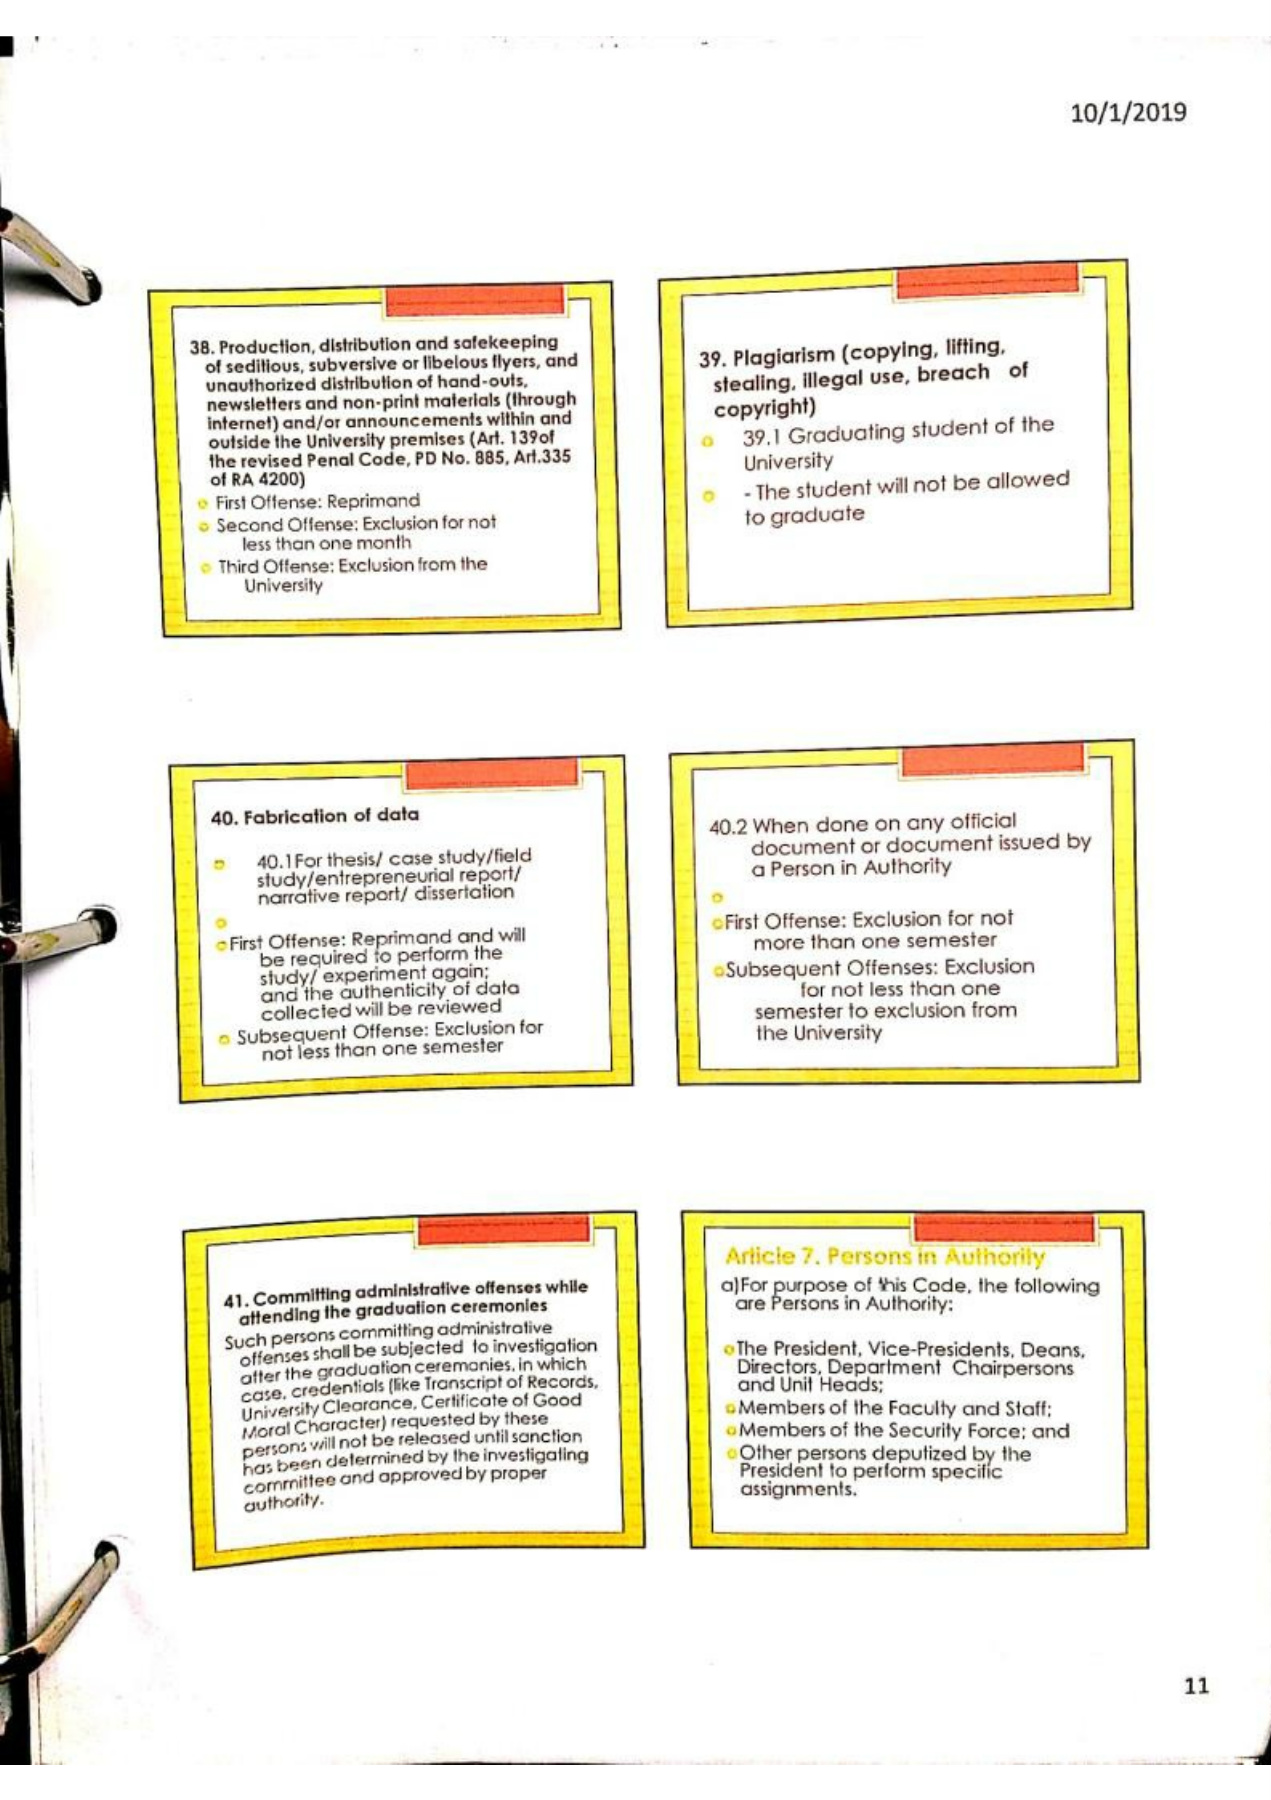 10/1/2019
38. Production, distribution and safekeeping
of seditious, subversive or libelous flyers, and
unauthorized distribution of hand-outs,
newsletters and non-print materials (through
internet) and/or announcements within and
outside the University premises (Art. 139of
the revised Penal Code, PD No. 885, Art.335
of RA 4200)
First Offense: Reprimand
Second Offense: Exclusion for not
less than one month
Third Offense: Exclusion from the
University
39. Plagiarism (copying, lifting,
stealing, illegal use, breach of
copyright)
39.1 Graduating student of the
University
- The student will not be allowed
to graduate
40. Fabrication of data
40.1For thesis/ case study/field
study/entrepreneurial report/
narrative report/ dissertation
First Offense: Reprimand and will
be required to perform the
study/ experiment again;
and the authenticity of data
collected will be reviewed
Subsequent Offense: Exclusion for
not less than one semester
40.2 When done on any official
document or document issued by
a Person in Authority
First Offense: Exclusion for not
more than one semester
Subsequent Offenses: Exclusion
for not less than one
semester to exclusion from
the University
41. Committing administrative offenses while
attending the graduation ceremonies
Such persons committing administrative
offenses shall be subjected to investigation
after the graduation ceremonies, in which
case, credentials (like Transcript of Records,
University Clearance, Certificate of Good
Moral Character) requested by these
persons will not be released until sanction
has been determined by the investigating
committee and approved by proper
authority.
Article 7. Persons in Authority
a)For purpose of this Code, the following
are Persons in Authority:
The President, Vice-Presidents, Deans,
Directors, Department Chairpersons
and Unit Heads;
Members of the Faculty and Staff;
Members of the Security Force; and
Other persons deputized by the
President to perform specific
assignments.
11